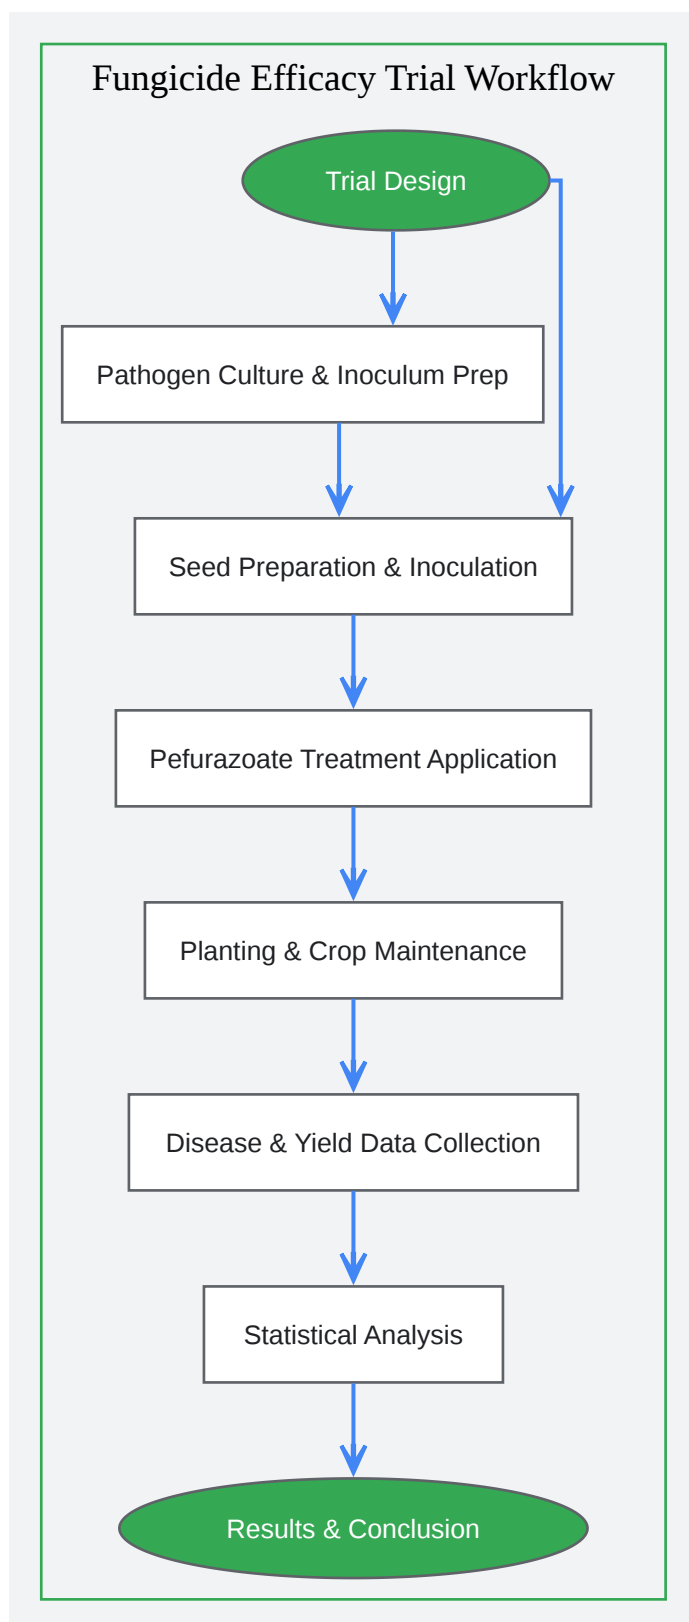 Fungicide Efficacy Trial Workflow
Trial Design
Pathogen Culture & Inoculum Prep
Seed Preparation & Inoculation
Pefurazoate Treatment Application
Planting & Crop Maintenance
Disease & Yield Data Collection
Statistical Analysis
Results & Conclusion